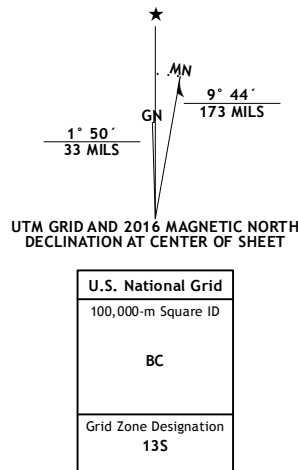 MN
GN
9° 44´
173 MILS
1° 50´
33 MILS
UTM GRID AND 2016 MAGNETIC NORTH
DECLINATION AT CENTER OF SHEET
U.S. National Grid
100,000-m Square ID
BC
Grid Zone Designation
13S